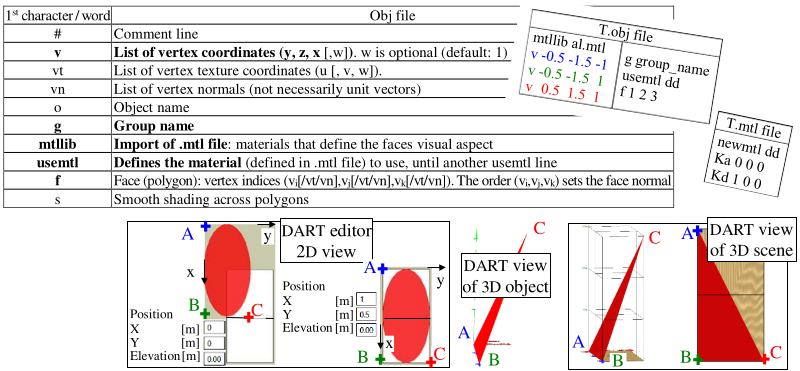 1st character / word Obj file
# Comment line
v List of vertex coordinates (y, z, x [,w]). w is optional (default: 1)
vt List of vertex texture coordinates (u [, v, w]).
vn List of vertex normals (not necessarily unit vectors)
o Object name
g Group name
mtllib Import of .mtl file: materials that define the faces visual aspect
usemtl Defines the material (defined in .mtl file) to use, until another usemtl line
f Face (polygon): vertex indices (vi[/vt/vn],vj[/vt/vn],vk[/vt/vn]). The order (vi,vj,vk) sets the face normal
s Smooth shading across polygons
T.obj file
mtllib al.mtl
v -0.5 -1.5 -1
v -0.5 -1.5 1
v 0.5 1.5 1
g group_name
usemtl dd
f 1 2 3
T.mtl file
newmtl dd
Ka 0 0 0
Kd 1 0 0
A
y
x
B
C
Position
X [m] 0
Y [m] 0
Elevation [m] 0.00
DART editor
2D view
A
y
Position
X [m] 1
Y [m] 0.5
Elevation [m] 0.00
x
B
C
C
DART view
of 3D object
A
B
C
A
B
DART view
of 3D scene
A
B
C